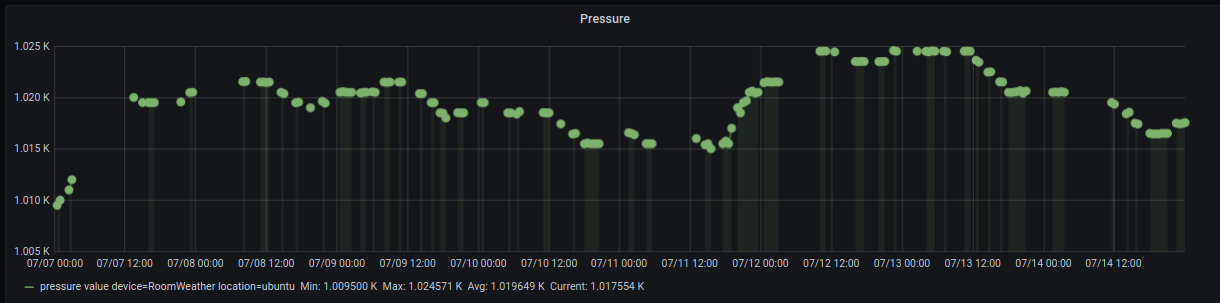 Pressure
1.025 K
1.020 K
1.015 K
1.010 K
1.005 K
07/07 00:00 07/07 12:00 07/08 00:00 07/08 12:00 07/09 00:00 07/09 12:00 07/10 00:00 07/10 12:00 07/11 00:00 07/11 12:00 07/12 00:00 07/12 12:00 07/13 00:00 07/13 12:00 07/14 00:00 07/14 12:00
pressure value device=RoomWeather location=ubuntu Min: 1.009500 K Max: 1.024571 K Avg: 1.019649 K Current: 1.017554 K